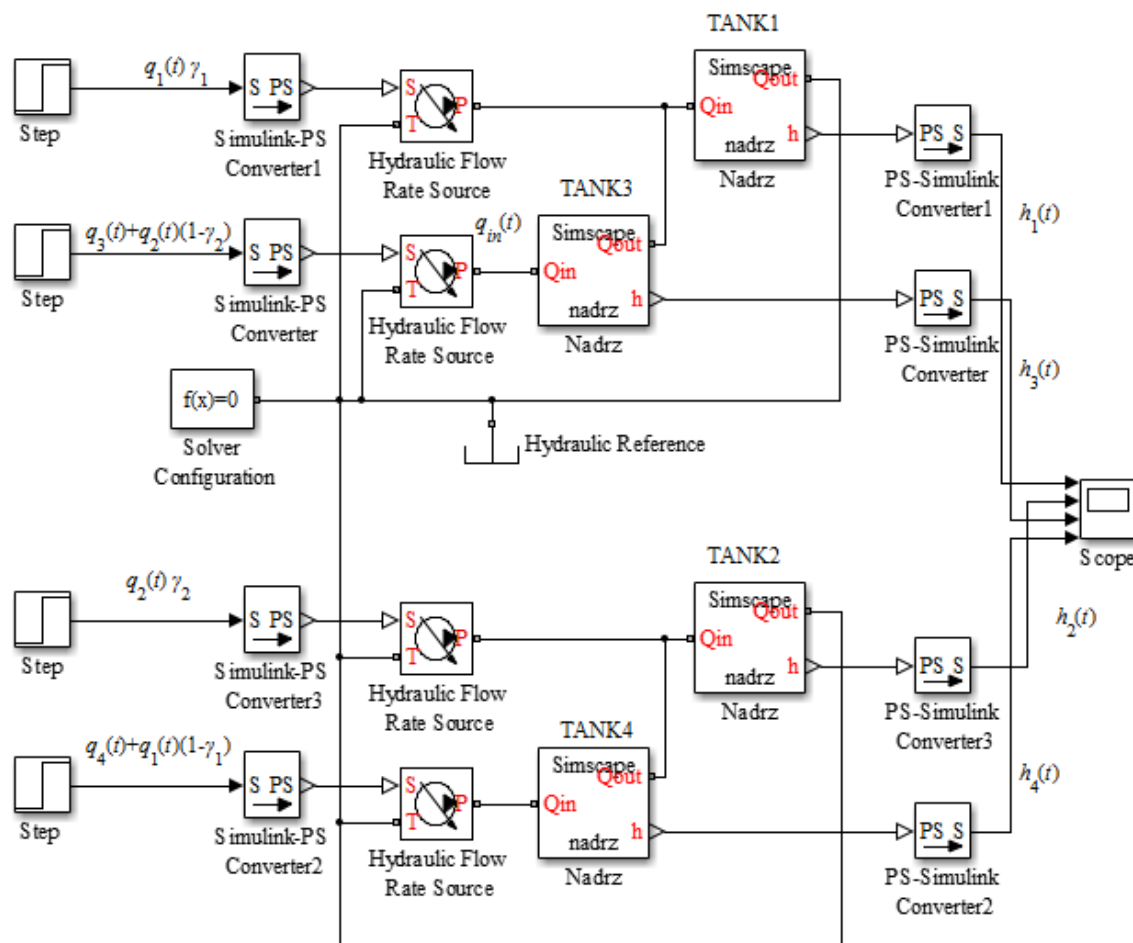 TANK1
q1(t) γ1
S PS
S
P
T
Simscape
Qout
Qin
h
nadrz
Nadrz
PS S
Step
Simulink-PS
Converter1
Hydraulic Flow
Rate Source
PS-Simulink
Converter1
h1(t)
TANK3
q3(t)+q2(t)(1-γ2)
S PS
S
P
T
qin(t)
Simscape
Qout
Qin
h
nadrz
Nadrz
PS S
Step
Simulink-PS
Converter
Hydraulic Flow
Rate Source
PS-Simulink
Converter
h3(t)
f(x)=0
Solver
Configuration
Hydraulic Reference
Scope
TANK2
q2(t) γ2
S PS
S
P
T
Simscape
Qout
Qin
h
nadrz
Nadrz
PS S
Step
Simulink-PS
Converter3
Hydraulic Flow
Rate Source
PS-Simulink
Converter3
h2(t)
TANK4
q4(t)+q1(t)(1-γ1)
S PS
S
P
T
Simscape
Qout
Qin
h
nadrz
Nadrz
PS S
Step
Simulink-PS
Converter2
Hydraulic Flow
Rate Source
PS-Simulink
Converter2
h4(t)